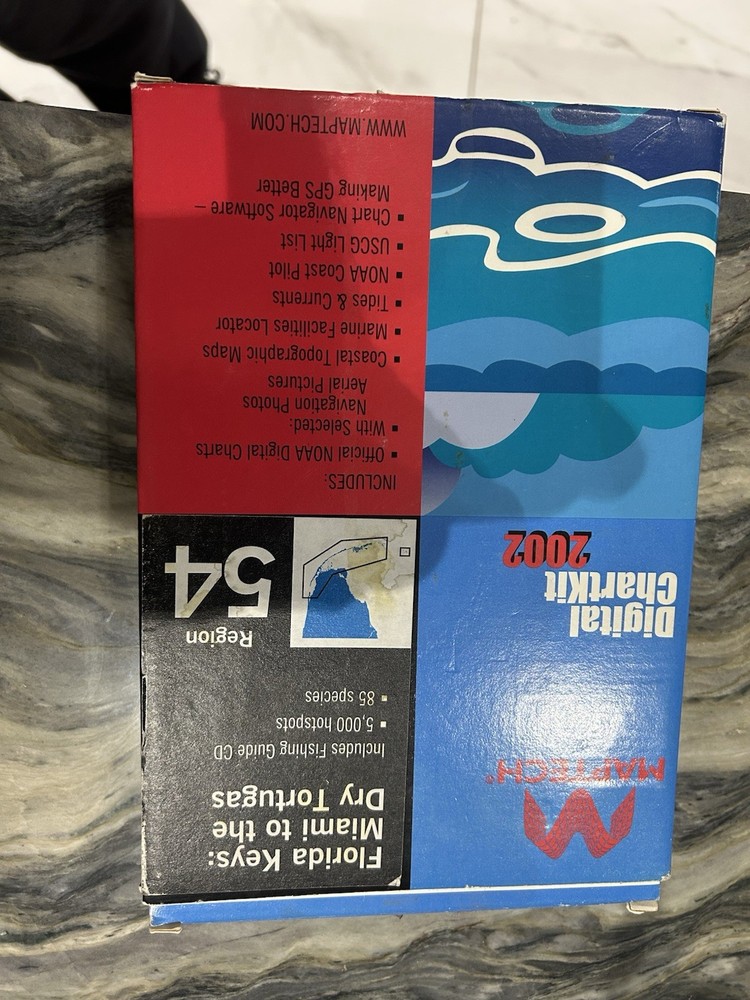 MAPTECH®
Digital
ChartKit
2002
Florida Keys:
Miami to the
Dry Tortugas
Includes Fishing Guide CD
▪ 5,000 hotspots
▪ 85 species
Region
54
INCLUDES:
▪ Official NOAA Digital Charts
▪ With Selected:
Navigation Photos
Aerial Pictures
▪ Coastal Topographic Maps
▪ Marine Facilities Locator
▪ Tides & Currents
▪ NOAA Coast Pilot
▪ USCG Light List
▪ Chart Navigator Software –
Making GPS Better
WWW.MAPTECH.COM